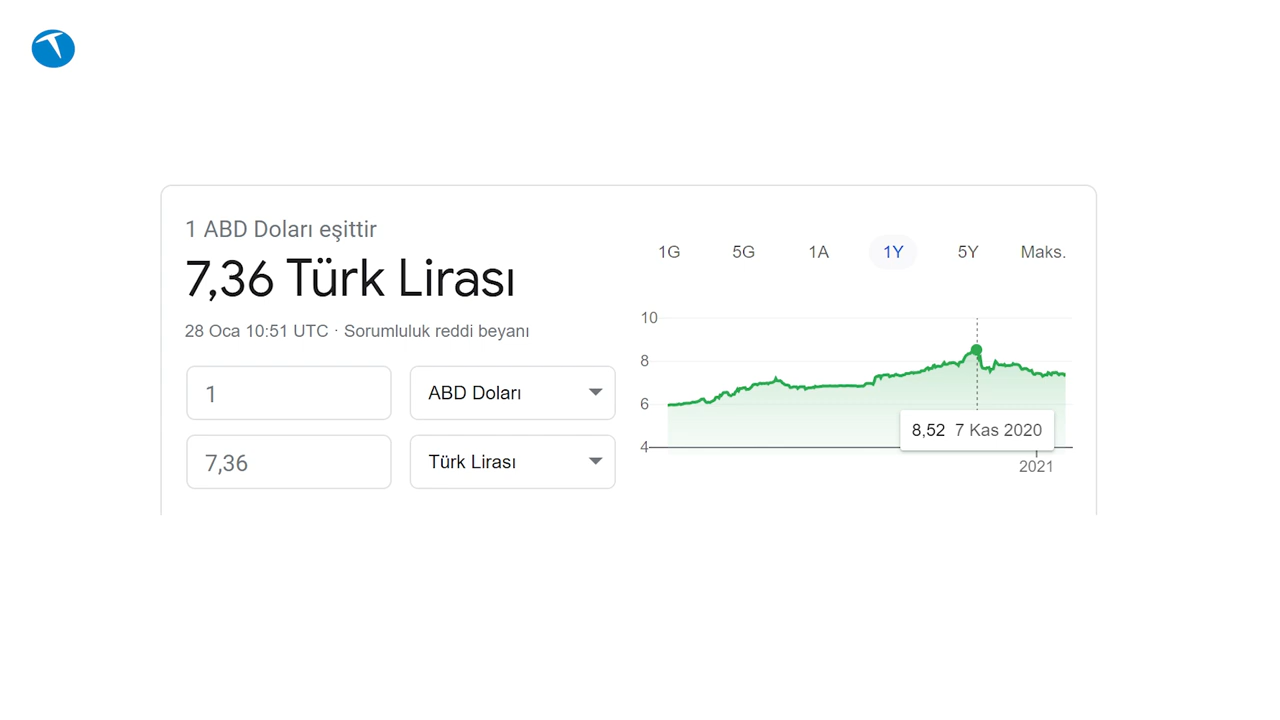 1 ABD Doları eşittir
7,36 Türk Lirası
28 Oca 10:51 UTC · Sorumluluk reddi beyanı
1 ABD Doları
7,36 Türk Lirası
1G 5G 1A 1Y 5Y Maks.
10
8
6
4
8,52 7 Kas 2020
2021